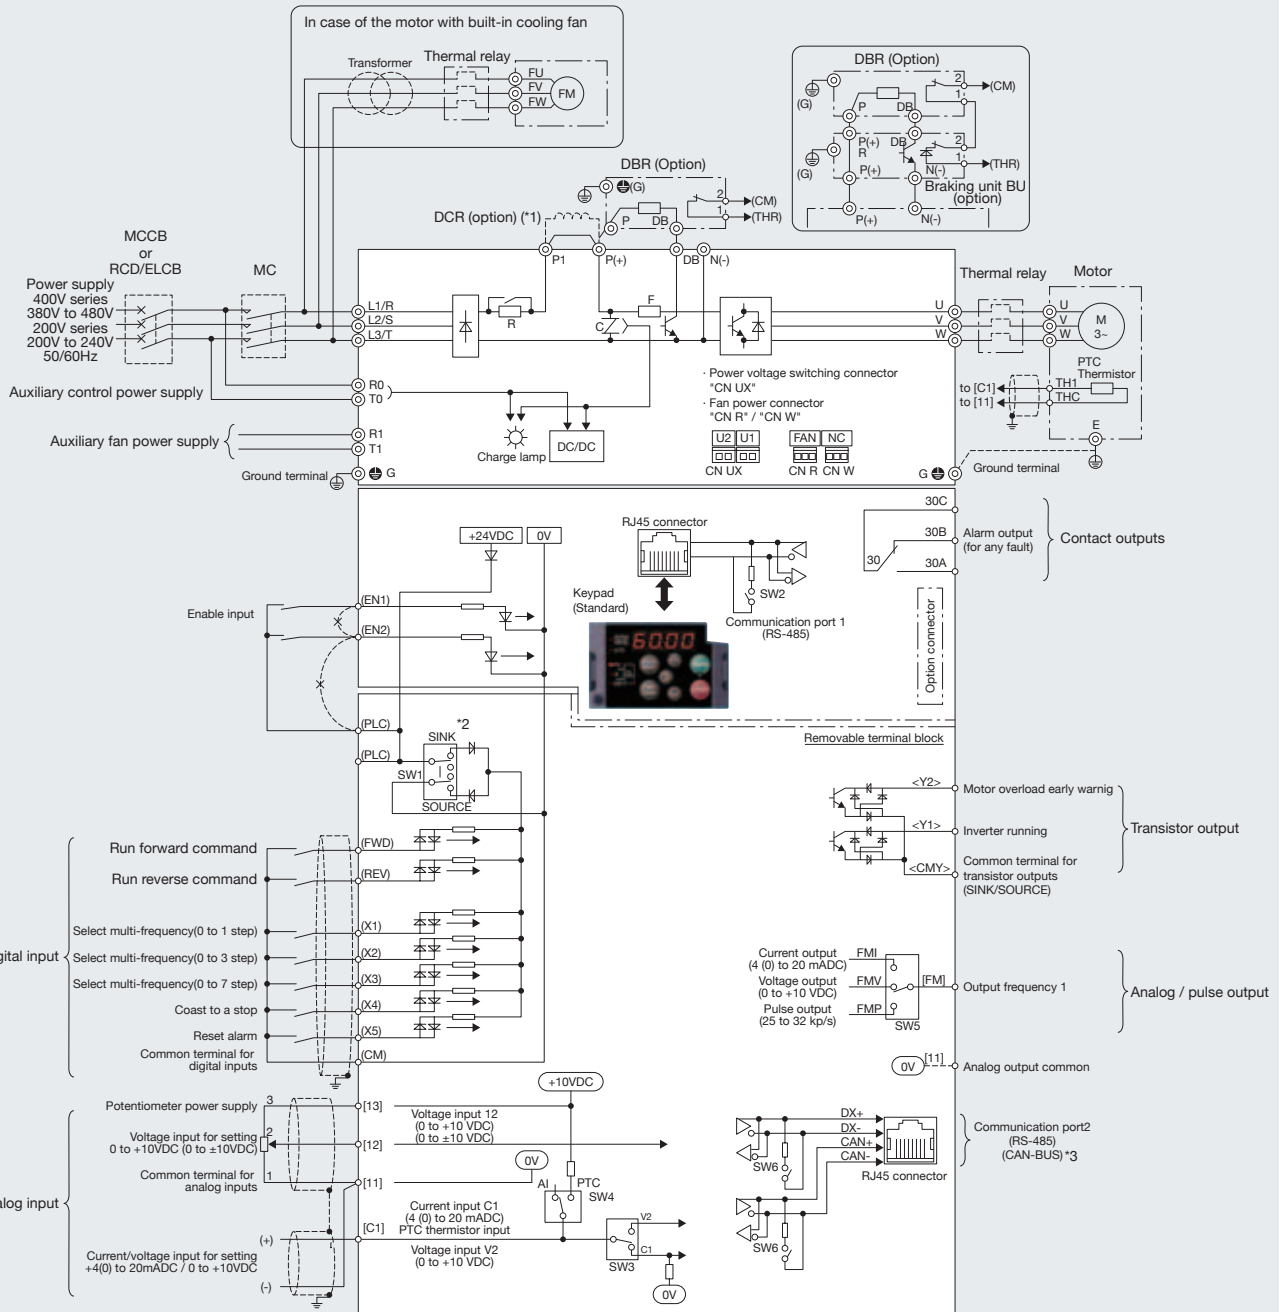 In case of the motor with built-in cooling fan
Transformer
Thermal relay
FU
FV
FW
FM
DBR (Option)
(G)
P
DB
2
1
(CM)
P(+)
R
DB
2
1
(THR)
(G)
P(+)
N(-)
Braking unit BU
(option)
P(+)
N(-)
DBR (Option)
(G)
P
DB
2
1
(CM)
(THR)
DCR (option) (*1)
P1
P(+)
DB
N(-)
MCCB
or
RCD/ELCB
MC
Power supply
400V series
380V to 480V
200V series
200V to 240V
50/60Hz
L1/R
L2/S
L3/T
R
C
F
U
V
W
Thermal relay
Motor
U
V
W
M
3~
PTC
Thermistor
to [C1]
to [11]
TH1
THC
E
Ground terminal
Auxiliary control power supply
R0
T0
Auxiliary fan power supply
R1
T1
Ground terminal
G
Charge lamp
DC/DC
· Power voltage switching connector
"CN UX"
· Fan power connector
"CN R" / "CN W"
U2
U1
FAN
NC
CN UX
CN R
CN W
G
+24VDC
0V
RJ45 connector
SW2
Keypad
(Standard)
60.00
Communication port 1
(RS-485)
30C
30B
30
30A
Alarm output
(for any fault)
Contact outputs
Option connector
Enable input
(EN1)
(EN2)
(PLC)
(PLC)
*2
SINK
SW1
SOURCE
Removable terminal block
<Y2>
Motor overload early warnig
<Y1>
Inverter running
<CMY>
Common terminal for
transistor outputs
(SINK/SOURCE)
Transistor output
gital input
Run forward command
(FWD)
Run reverse command
(REV)
Select multi-frequency(0 to 1 step)
(X1)
Select multi-frequency(0 to 3 step)
(X2)
Select multi-frequency(0 to 7 step)
(X3)
Coast to a stop
(X4)
Reset alarm
(X5)
Common terminal for
digital inputs
(CM)
Current output
(4 (0) to 20 mADC)
FMI
Voltage output
(0 to +10 VDC)
FMV
Pulse output
(25 to 32 kp/s)
FMP
SW5
[FM]
Output frequency 1
Analog / pulse output
0V
[11]
Analog output common
alog input
Potentiometer power supply
3
[13]
+10VDC
Voltage input for setting
0 to +10VDC (0 to ±10VDC)
2
[12]
Voltage input 12
(0 to +10 VDC)
(0 to ±10 VDC)
Common terminal for
analog inputs
1
[11]
0V
AI
PTC
SW4
(+)
[C1]
Current input C1
(4 (0) to 20 mADC)
PTC thermistor input
Voltage input V2
(0 to +10 VDC)
Current/voltage input for setting
+4(0) to 20mADC / 0 to +10VDC
(-)
V2
C1
SW3
0V
DX+
DX-
CAN+
CAN-
SW6
SW6
RJ45 connector
Communication port2
(RS-485)
(CAN-BUS) *3